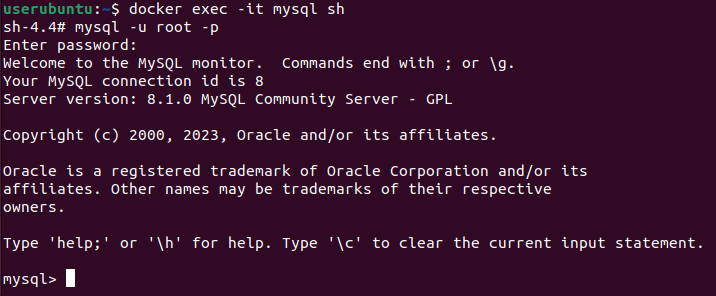 userubuntu:~$ docker exec -it mysql sh
sh-4.4# mysql -u root -p
Enter password:
Welcome to the MySQL monitor.  Commands end with ; or \g.
Your MySQL connection id is 8
Server version: 8.1.0 MySQL Community Server - GPL
Copyright (c) 2000, 2023, Oracle and/or its affiliates.
Oracle is a registered trademark of Oracle Corporation and/or its
affiliates. Other names may be trademarks of their respective
owners.
Type 'help;' or '\h' for help. Type '\c' to clear the current input statement.
mysql>